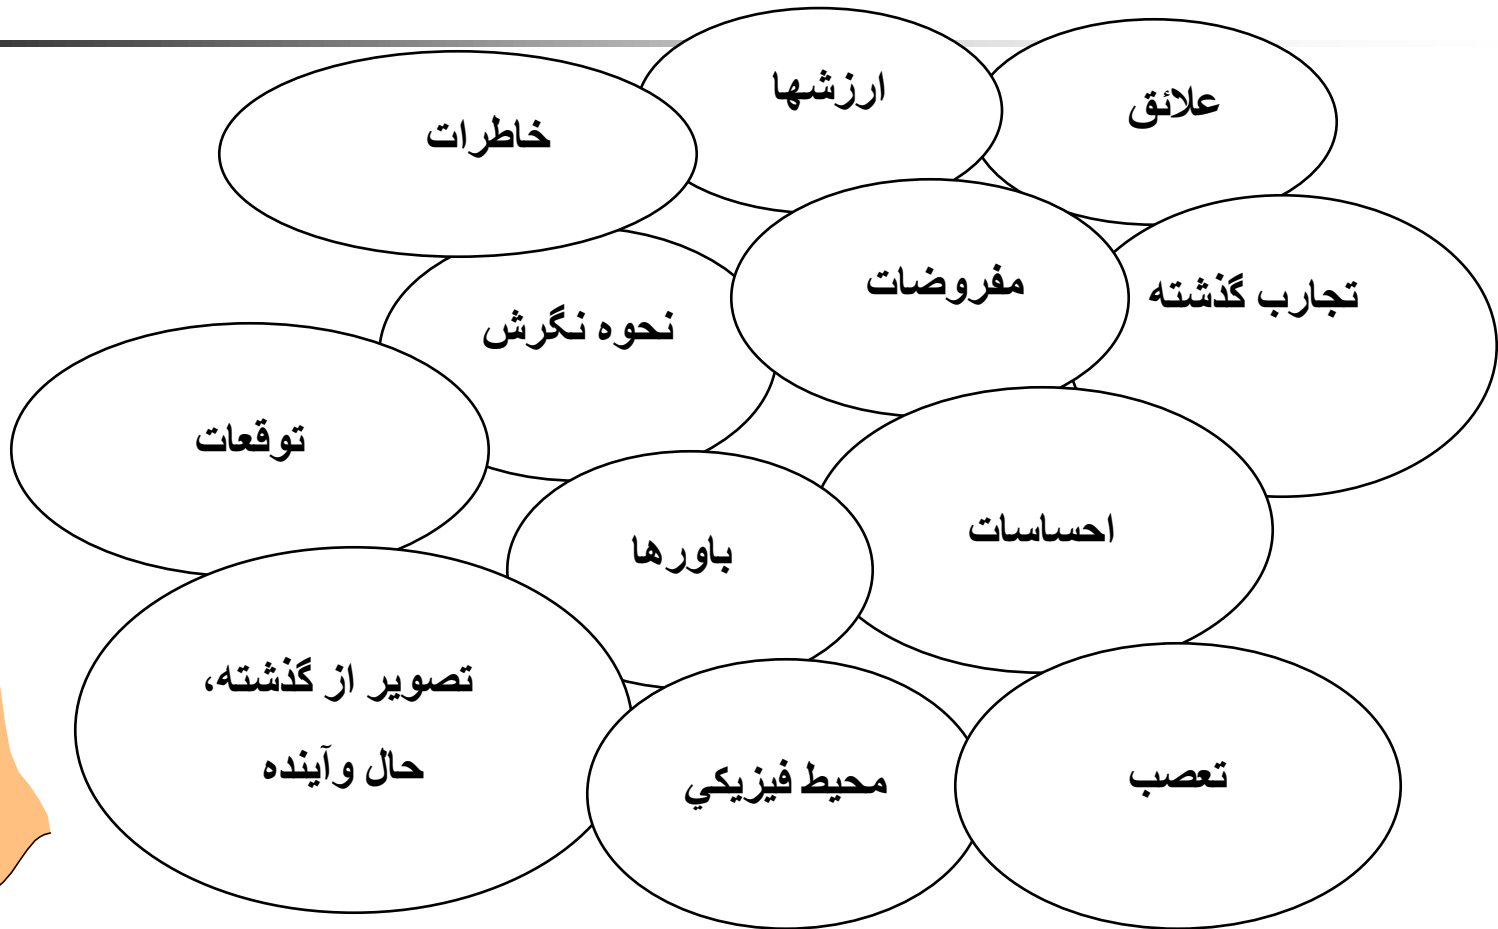 علائق
ارزشها
خاطرات
تجارب گذشته
مفروضات
نحوه نگرش
توقعات
احساسات
باورها
تصوير از گذشته،
حال وآينده
محيط فيزيكي
تعصب